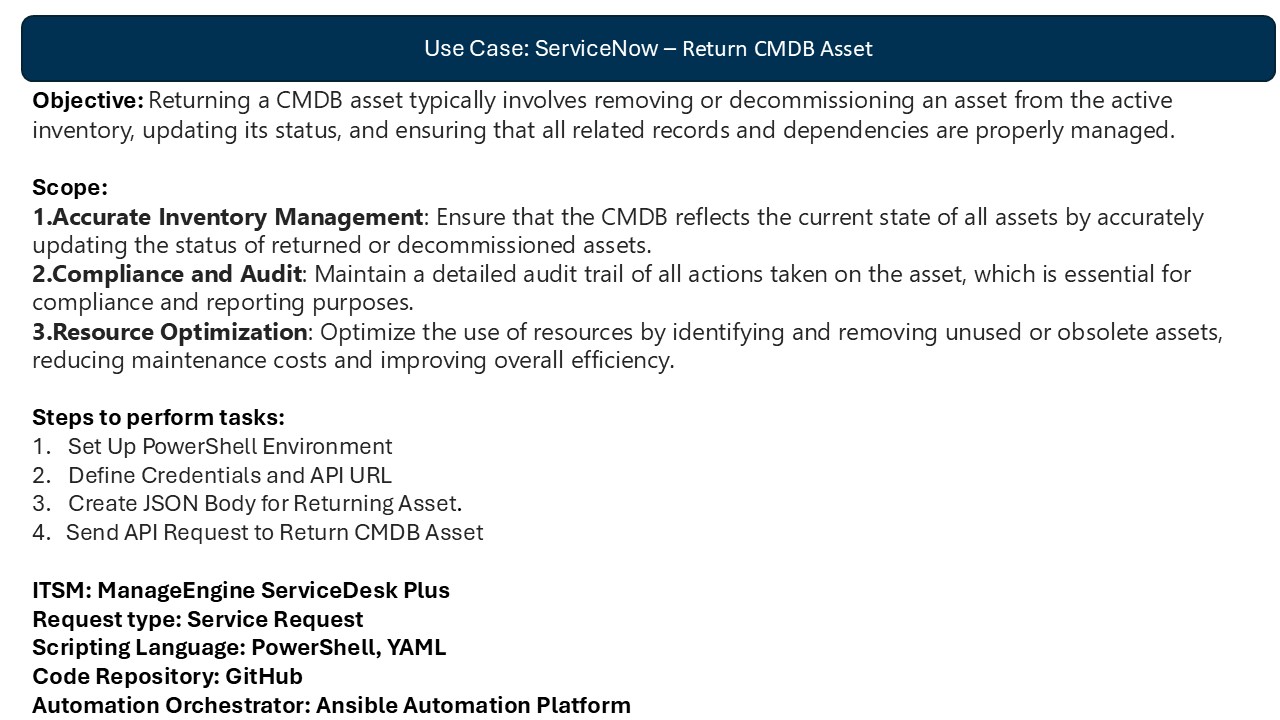 Use Case: ServiceNow – Return CMDB Asset
Objective: Returning a CMDB asset typically involves removing or decommissioning an asset from the active
inventory, updating its status, and ensuring that all related records and dependencies are properly managed.
Scope:
1.Accurate Inventory Management: Ensure that the CMDB reflects the current state of all assets by accurately
updating the status of returned or decommissioned assets.
2.Compliance and Audit: Maintain a detailed audit trail of all actions taken on the asset, which is essential for
compliance and reporting purposes.
3.Resource Optimization: Optimize the use of resources by identifying and removing unused or obsolete assets,
reducing maintenance costs and improving overall efficiency.
Steps to perform tasks:
1. Set Up PowerShell Environment
2. Define Credentials and API URL
3. Create JSON Body for Returning Asset.
4. Send API Request to Return CMDB Asset
ITSM: ManageEngine ServiceDesk Plus
Request type: Service Request
Scripting Language: PowerShell, YAML
Code Repository: GitHub
Automation Orchestrator: Ansible Automation Platform